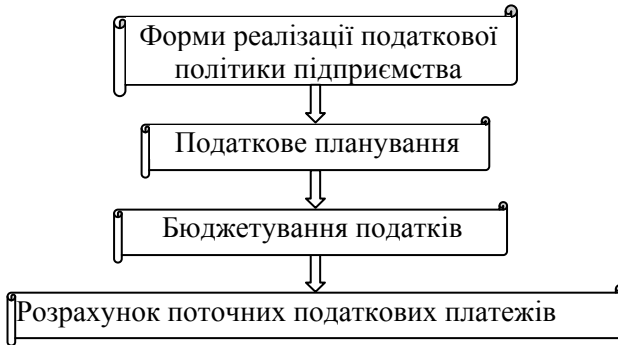 Форми реалізації податкової
політики підприємства
Податкове планування
Бюджетування податків
Розрахунок поточних податкових платежів